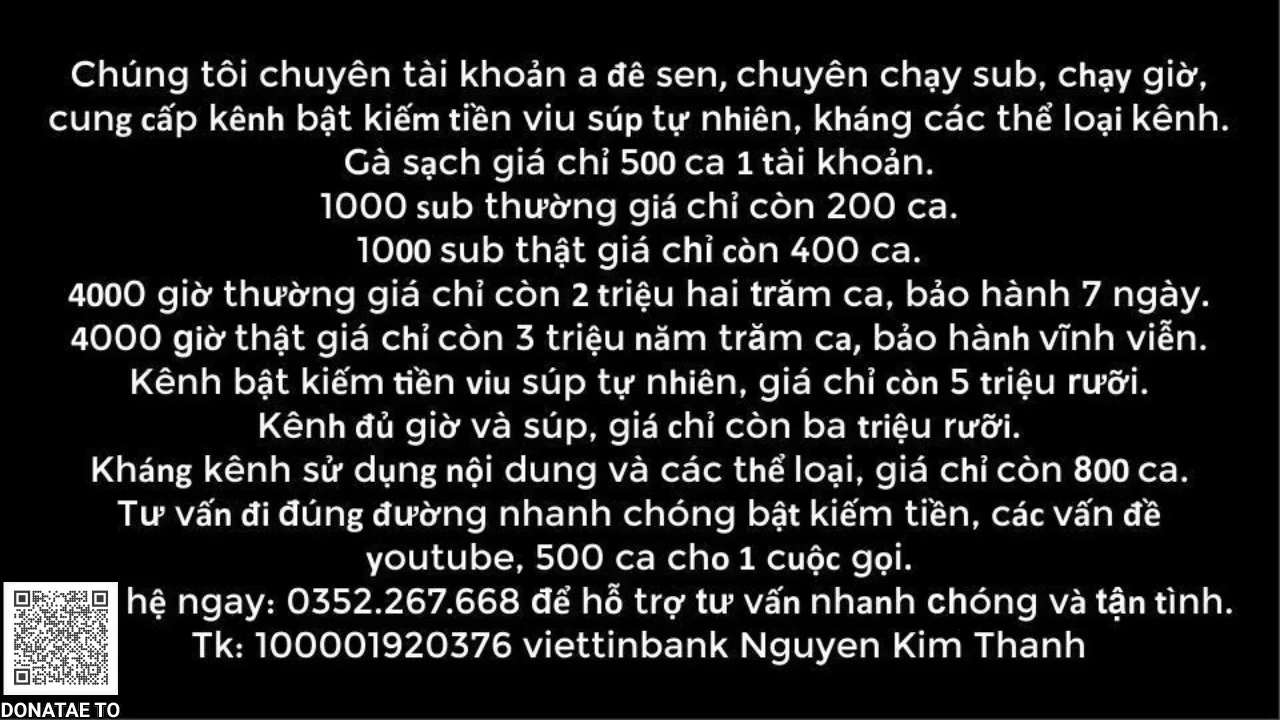 Chúng tôi chuyên tài khoản a đê sen, chuyên chạy sub, chạy giờ,
cung cấp kênh bật kiếm tiền viu súp tự nhiên, kháng các thể loại kênh.
Gà sạch giá chỉ 500 ca 1 tài khoản.
1000 sub thường giá chỉ còn 200 ca.
1000 sub thật giá chỉ còn 400 ca.
4000 giờ thường giá chỉ còn 2 triệu hai trăm ca, bảo hành 7 ngày.
4000 giờ thật giá chỉ còn 3 triệu năm trăm ca, bảo hành vĩnh viễn.
Kênh bật kiếm tiền viu súp tự nhiên, giá chỉ còn 5 triệu rưỡi.
Kênh đủ giờ và súp, giá chỉ còn ba triệu rưỡi.
Kháng kênh sử dụng nội dung và các thể loại, giá chỉ còn 800 ca.
Tư vấn đi đúng đường nhanh chóng bật kiếm tiền, các vấn đề
youtube, 500 ca cho 1 cuộc gọi.
hệ ngay: 0352.267.668 để hỗ trợ tư vấn nhanh chóng và tận tình.
Tk: 100001920376 viettinbank Nguyen Kim Thanh
DONATAE TO